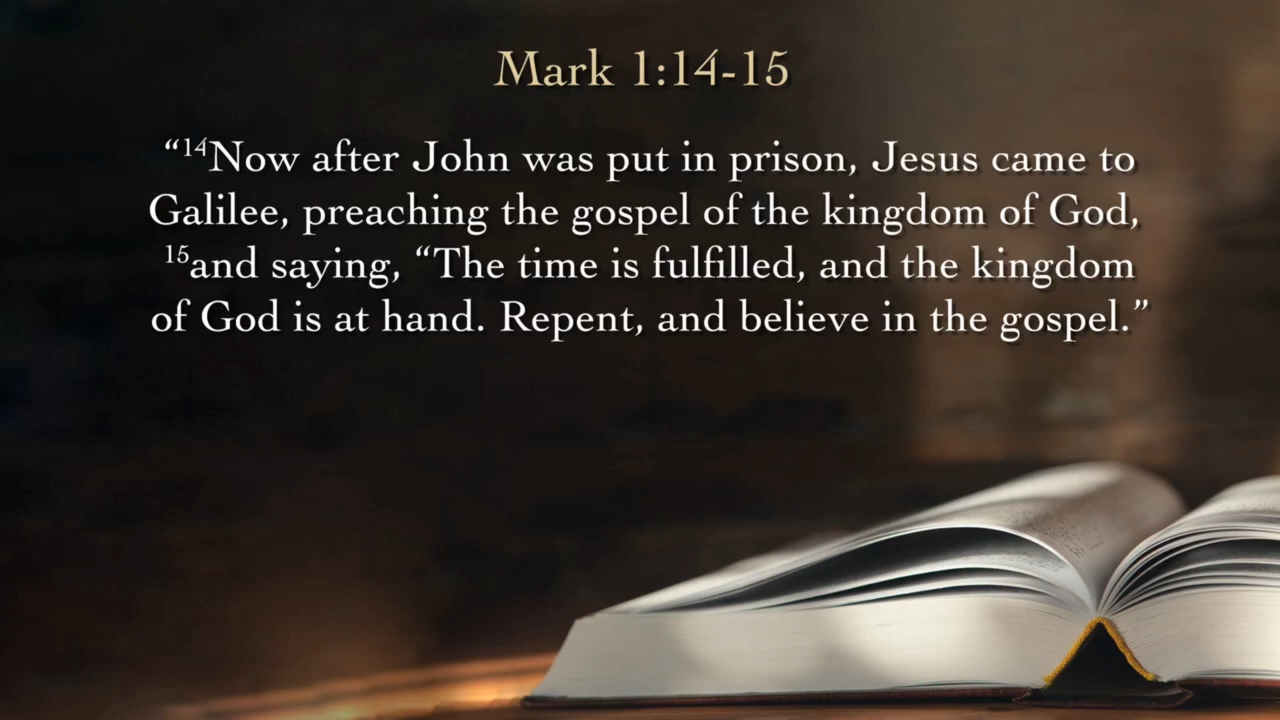 Mark 1:14-15
“¹⁴Now after John was put in prison, Jesus came to
Galilee, preaching the gospel of the kingdom of God,
¹⁵and saying, “The time is fulfilled, and the kingdom
of God is at hand. Repent, and believe in the gospel.”